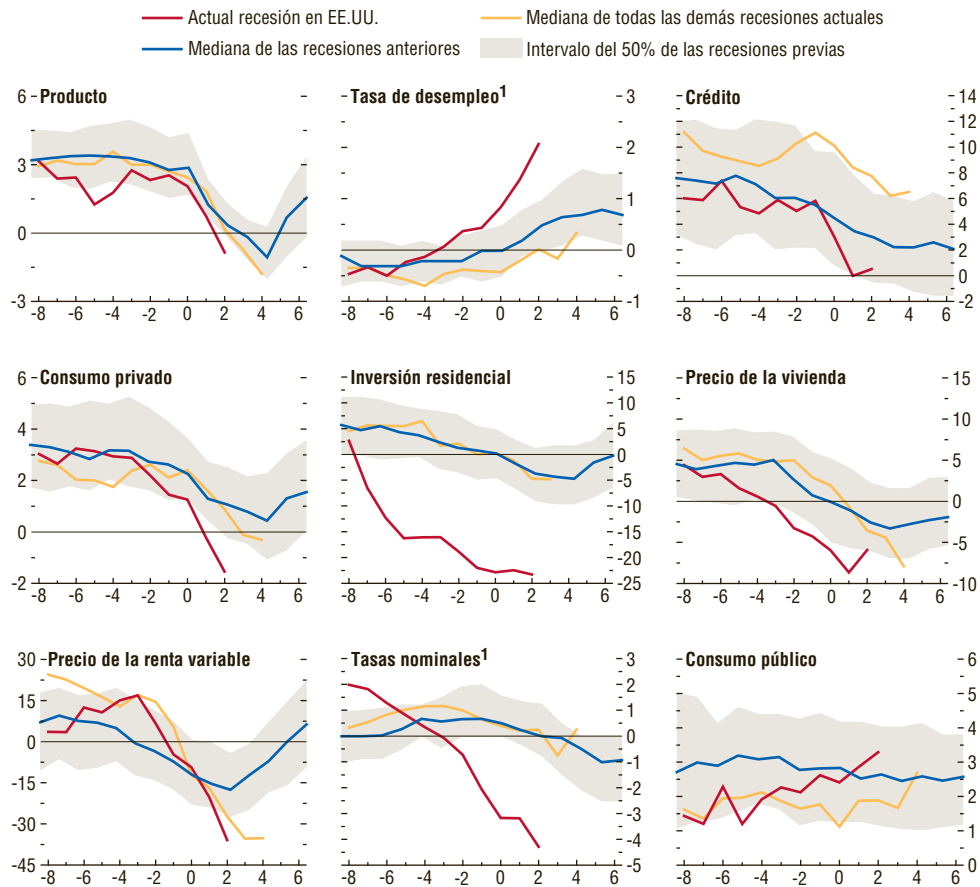 Actual recesión en EE.UU.
Mediana de todas las demás recesiones actuales
Mediana de las recesiones anteriores
Intervalo del 50% de las recesiones previas
Producto
6
3
0
-3
-8 -6 -4 -2 0 2 4 6
Tasa de desempleo1
3
2
1
0
-1
-8 -6 -4 -2 0 2 4 6
Crédito
14
12
10
8
6
4
2
0
-2
-8 -6 -4 -2 0 2 4 6
Consumo privado
6
4
2
0
-2
-8 -6 -4 -2 0 2 4 6
Inversión residencial
15
10
5
0
-5
-10
-15
-20
-25
-8 -6 -4 -2 0 2 4 6
Precio de la vivienda
15
10
5
0
-5
-10
-8 -6 -4 -2 0 2 4 6
Precio de la renta variable
30
15
0
-15
-30
-45
-8 -6 -4 -2 0 2 4 6
Tasas nominales1
3
2
1
0
-1
-2
-3
-4
-5
-8 -6 -4 -2 0 2 4 6
Consumo público
6
5
4
3
2
1
0
-8 -6 -4 -2 0 2 4 6